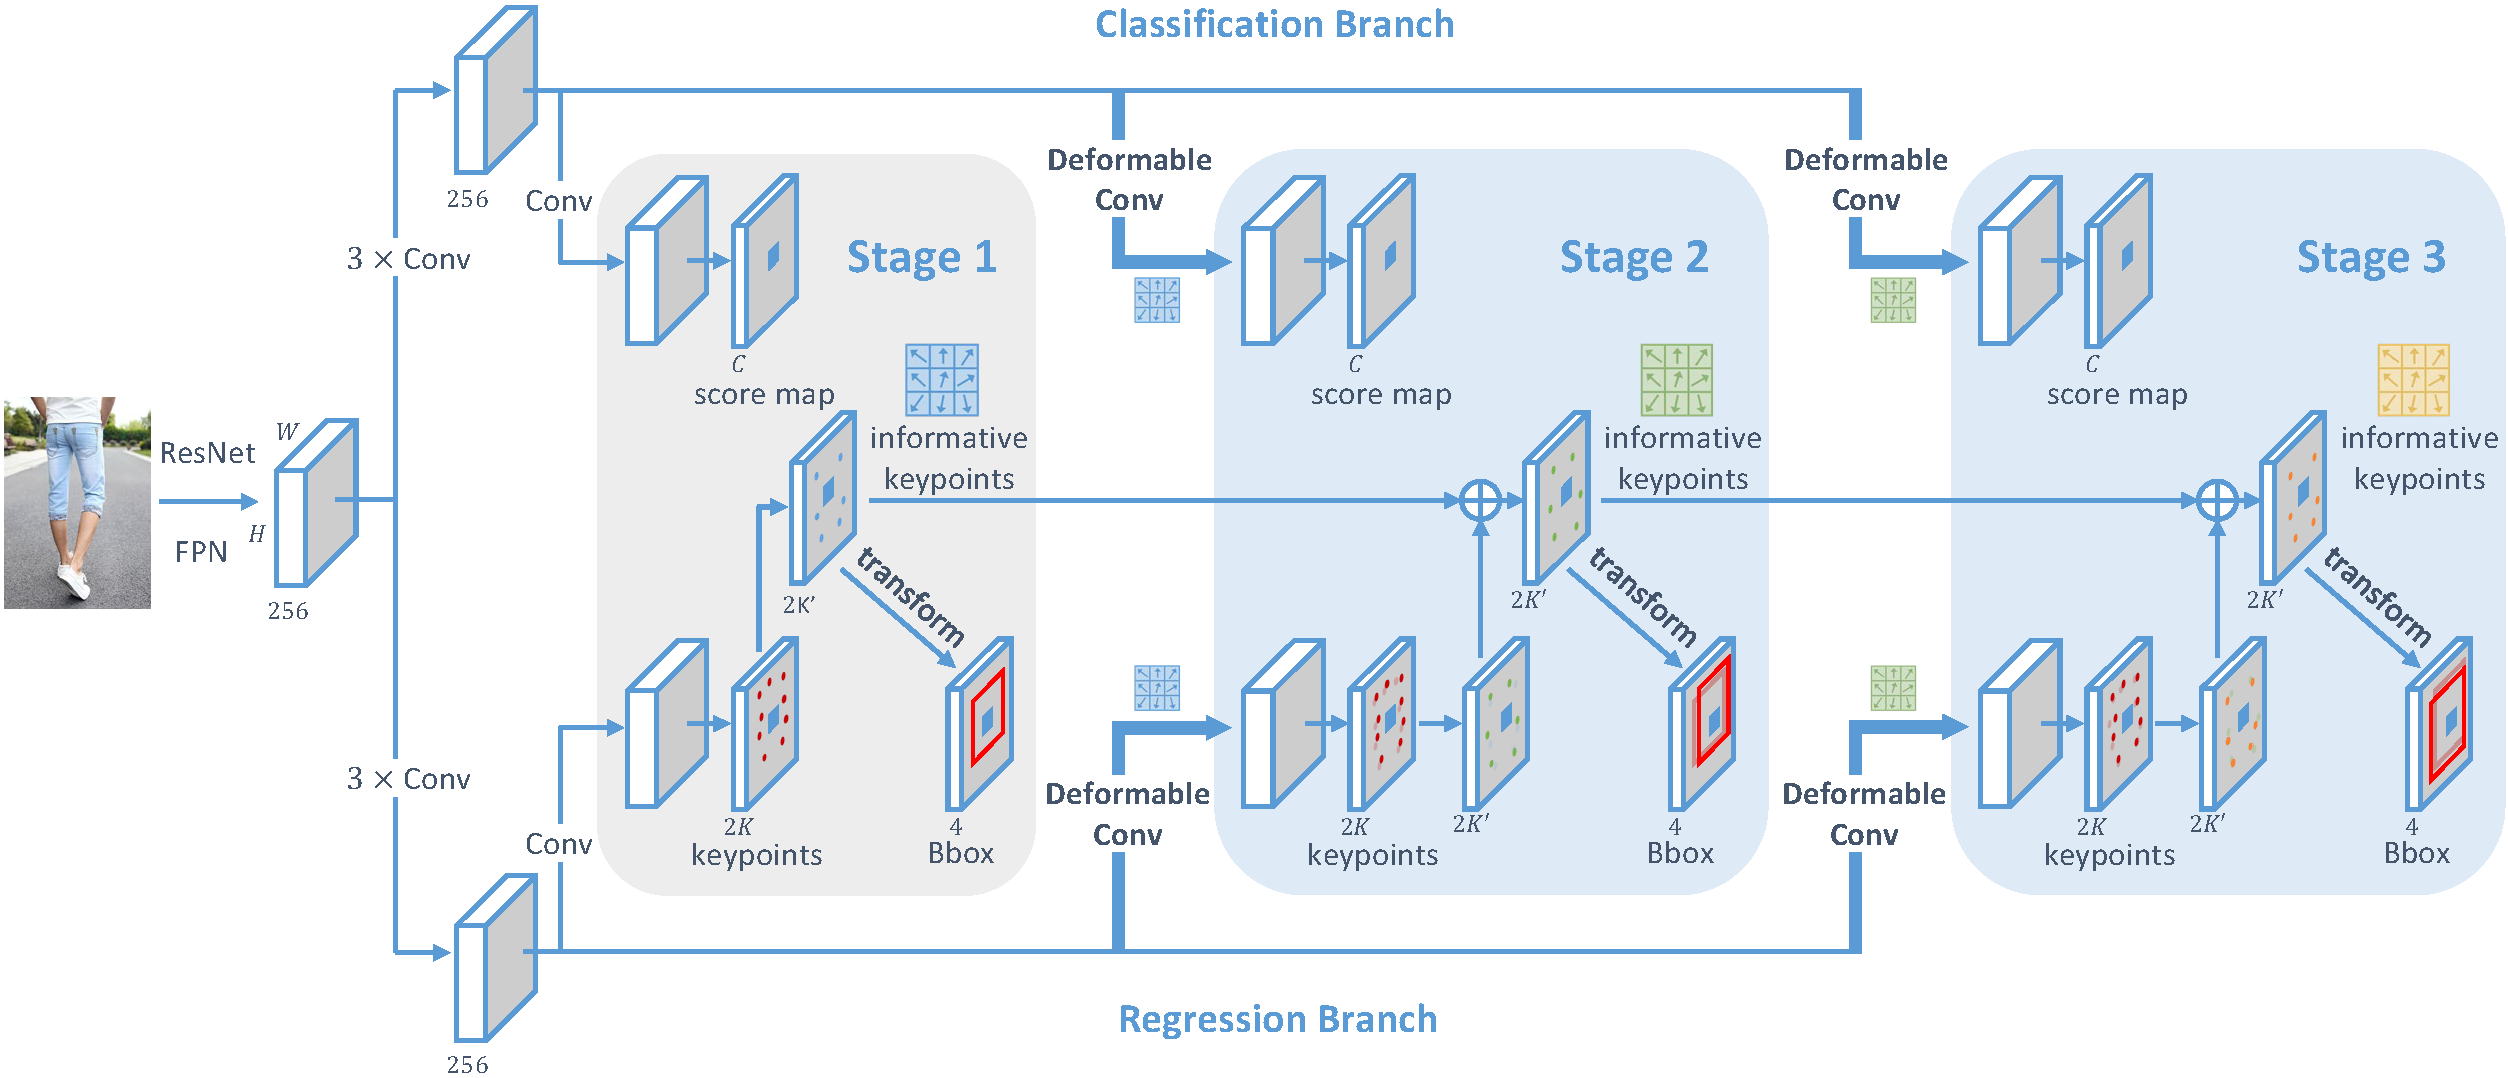 Classification Branch
256
Conv
3 × Conv
Deformable
Conv
Deformable
Conv
Stage 1
Stage 2
Stage 3
C
score map
C
score map
C
score map
informative
keypoints
informative
keypoints
informative
keypoints
ResNet
FPN
W
H
256
2K′
transform
2K′
transform
2K′
transform
3 × Conv
Conv
2K
keypoints
4
Bbox
Deformable
Conv
2K
keypoints
2K′
4
Bbox
Deformable
Conv
2K
keypoints
2K′
4
Bbox
256
Regression Branch